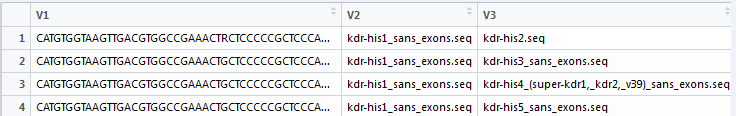 V1 V2 V3
1 CATGTGGTAAGTTGACGTGGCCGAAACTRCTCCCCCGCTCCCA... kdr-his1_sans_exons.seq kdr-his2.seq
2 CATGTGGTAAGTTGACGTGGCCGAAACTGCTCCCCCGCTCCCA... kdr-his1_sans_exons.seq kdr-his3_sans_exons.seq
3 CATGTGGTAAGTTGACGTGGCCGAAACTGCTCCCCCGCTCCCA... kdr-his1_sans_exons.seq kdr-his4_(super-kdr1,_kdr2,_v39)_sans_exons.seq
4 CATGTGGTAAGTTGACGTGGCCGAAACTGCTCCCCCGCTCCCA... kdr-his1_sans_exons.seq kdr-his5_sans_exons.seq